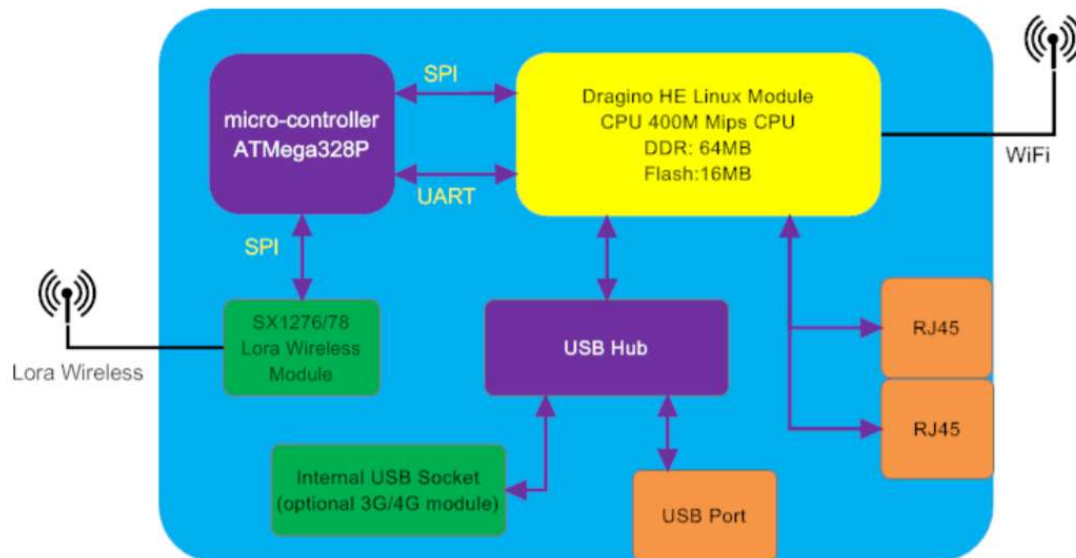 SPI
micro-controller
ATMega328P
Dragino HE Linux Module
CPU 400M Mips CPU
DDR: 64MB
Flash:16MB
WiFi
UART
SPI
SX1276/78
Lora Wireless
Module
Lora Wireless
USB Hub
RJ45
RJ45
Internal USB Socket
(optional 3G/4G module)
USB Port